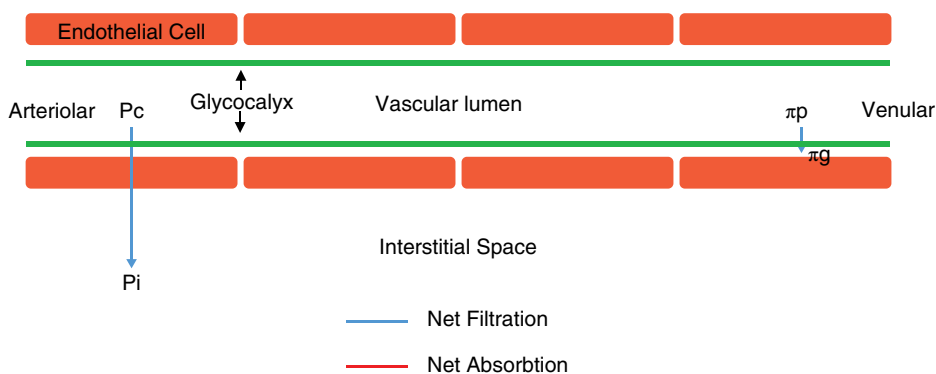 Endothelial Cell
Arteriolar Pc Glycocalyx Vascular lumen πp Venular
πg
Interstitial Space
Pi
Net Filtration
Net Absorbtion